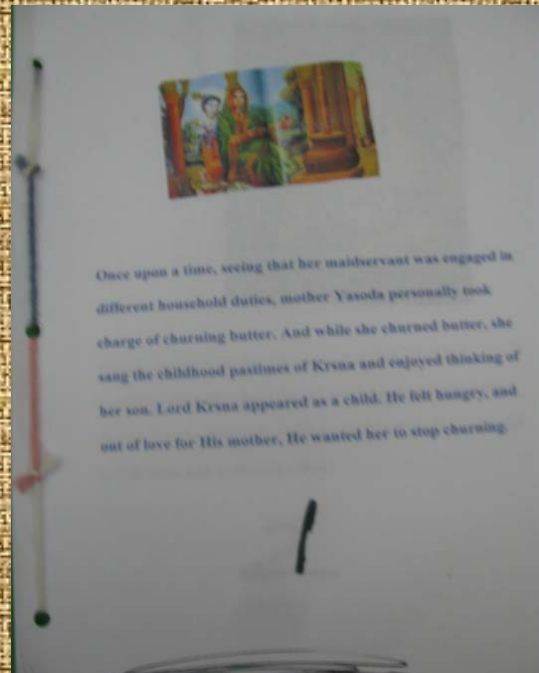 Once upon a time, seeing that her maidservant was engaged in
different household duties, mother Yasoda personally took
charge of churning butter. And while she churned butter, she
sang the childhood pastimes of Krsna and enjoyed thinking of
her son. Lord Krsna appeared as a child. He felt hungry, and
out of love for His mother, He wanted her to stop churning.
1